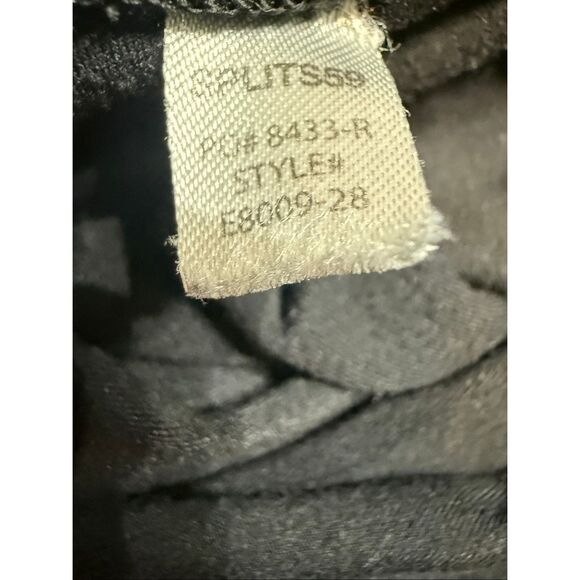 SPLITS59
PO# 8433-R
STYLE#
E8009-28